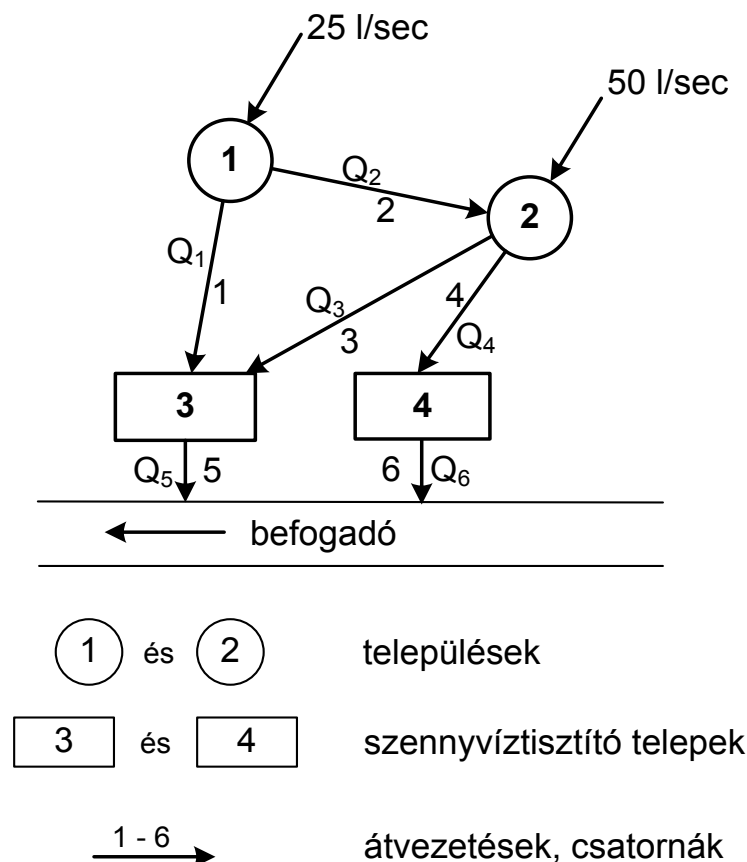 25 l/sec
50 l/sec
1
Q₂
2
2
Q₁
1
Q₃
3
4
Q₄
3
4
Q₅ 5
6 Q₆
befogadó
1 és 2 települések
3 és 4 szennyvíztisztító telepek
1 - 6 átvezetések, csatornák